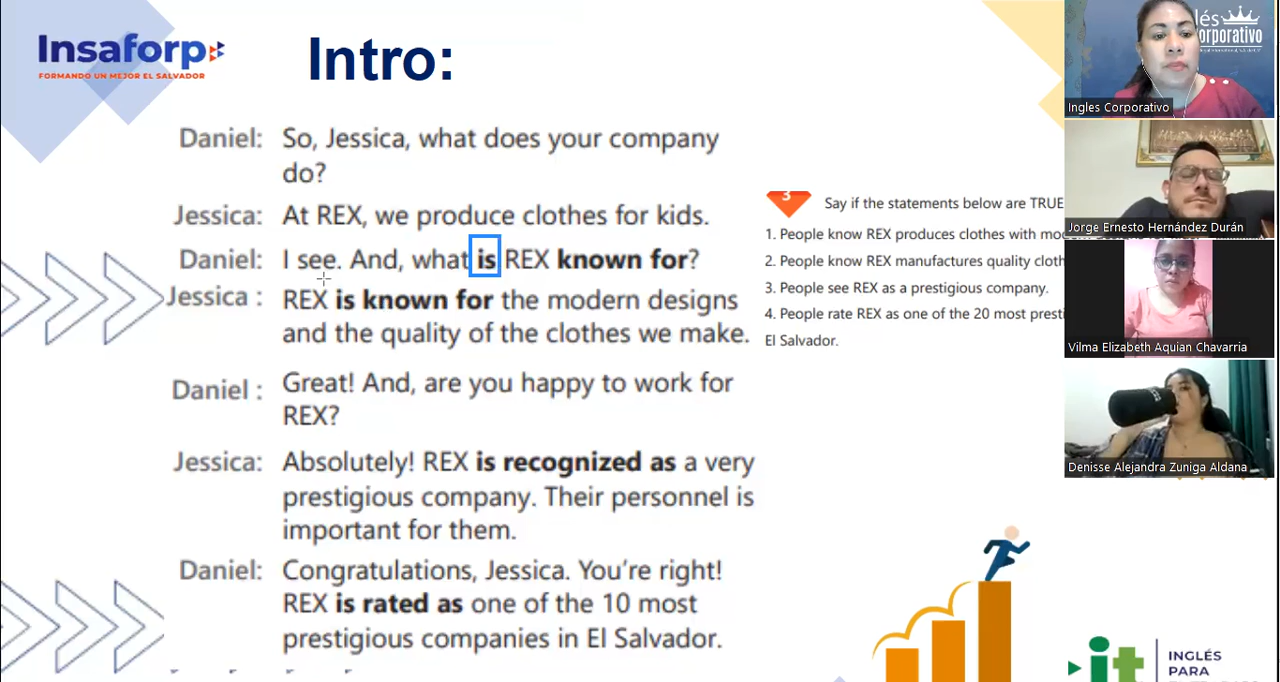 Insaforp
FORMANDO UN MEJOR EL SALVADOR
Intro:
Daniel: So, Jessica, what does your company
do?
Jessica: At REX, we produce clothes for kids.
Daniel: I see. And, what is REX known for?
Jessica : REX is known for the modern designs
and the quality of the clothes we make.
Daniel : Great! And, are you happy to work for
REX?
Jessica: Absolutely! REX is recognized as a very
prestigious company. Their personnel is
important for them.
Daniel: Congratulations, Jessica. You're right!
REX is rated as one of the 10 most
prestigious companies in El Salvador.
3 Say if the statements below are TRUE
1. People know REX produces clothes with
2. People know REX manufactures quality
3. People see REX as a prestigious company.
4. People rate REX as one of the 20 most
El Salvador.
Ingles Corporativo
Jorge Ernesto Hernández Durán
Vilma Elizabeth Aquian Chavarria
Denisse Alejandra Zuniga Aldana
it
INGLÉS
PARA